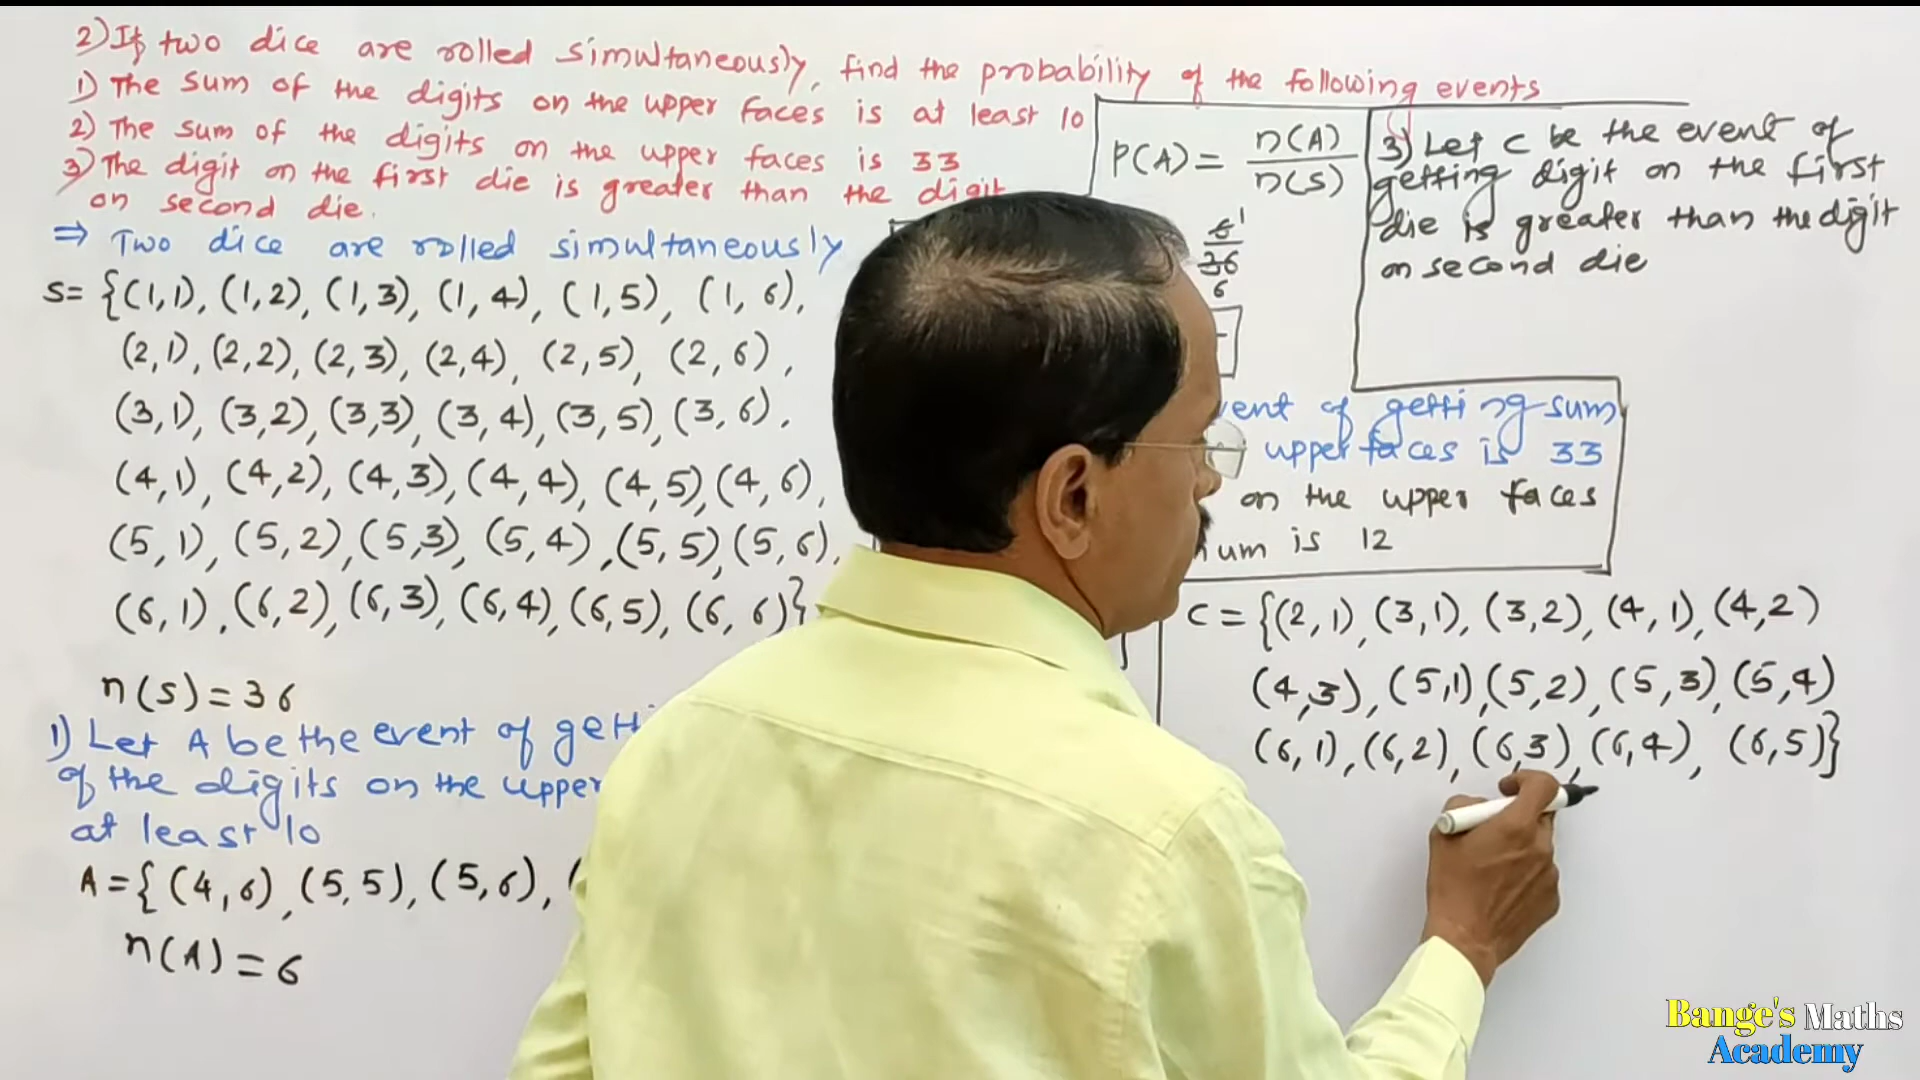 2) If two dice are rolled simultaneously, find the probability of the following events
1) The sum of the digits on the upper faces is at least 10
2) The sum of the digits on the upper faces is 33
3) The digit on the first die is greater than the digit
on second die.
⇒ Two dice are rolled simultaneously
S = {(1,1), (1,2), (1,3), (1,4), (1,5), (1,6),
(2,1), (2,2), (2,3), (2,4), (2,5), (2,6),
(3,1), (3,2), (3,3), (3,4), (3,5), (3,6),
(4,1), (4,2), (4,3), (4,4), (4,5), (4,6),
(5,1), (5,2), (5,3), (5,4), (5,5), (5,6),
(6,1), (6,2), (6,3), (6,4), (6,5), (6,6)}
n(S) = 36
1) Let A be the event of
of the digits on the upper
at least 10
A = { (4,6), (5,5), (5,6), (
n(A) = 6
P(A) = n(A)
n(S)
6 1
36
6
3) Let C be the event of
getting digit on the first
die is greater than the digit
on second die
of getting sum
upper faces is 33
on the upper faces
is 12
C = {(2,1), (3,1), (3,2), (4,1), (4,2)
(4,3), (5,1), (5,2), (5,3), (5,4)
(6,1), (6,2), (6,3), (6,4), (6,5)}
Bange's Maths
Academy